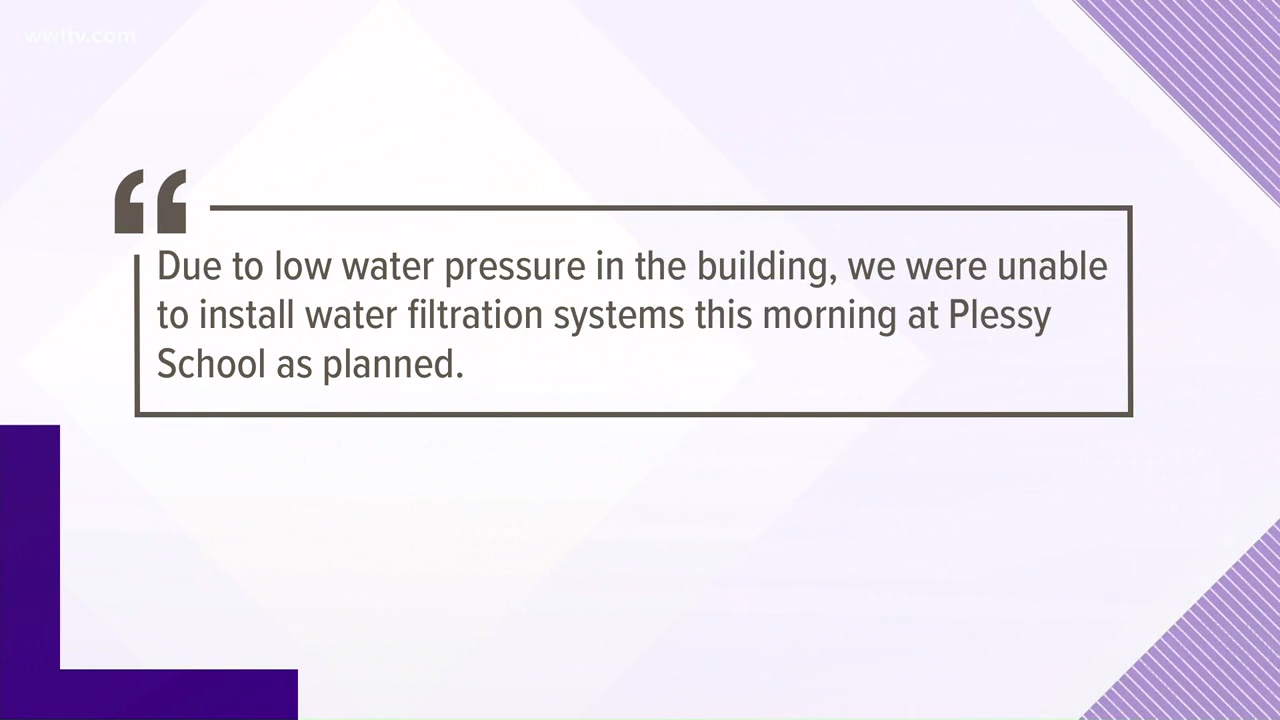 wwltv.com
“
Due to low water pressure in the building, we were unable
to install water filtration systems this morning at Plessy
School as planned.